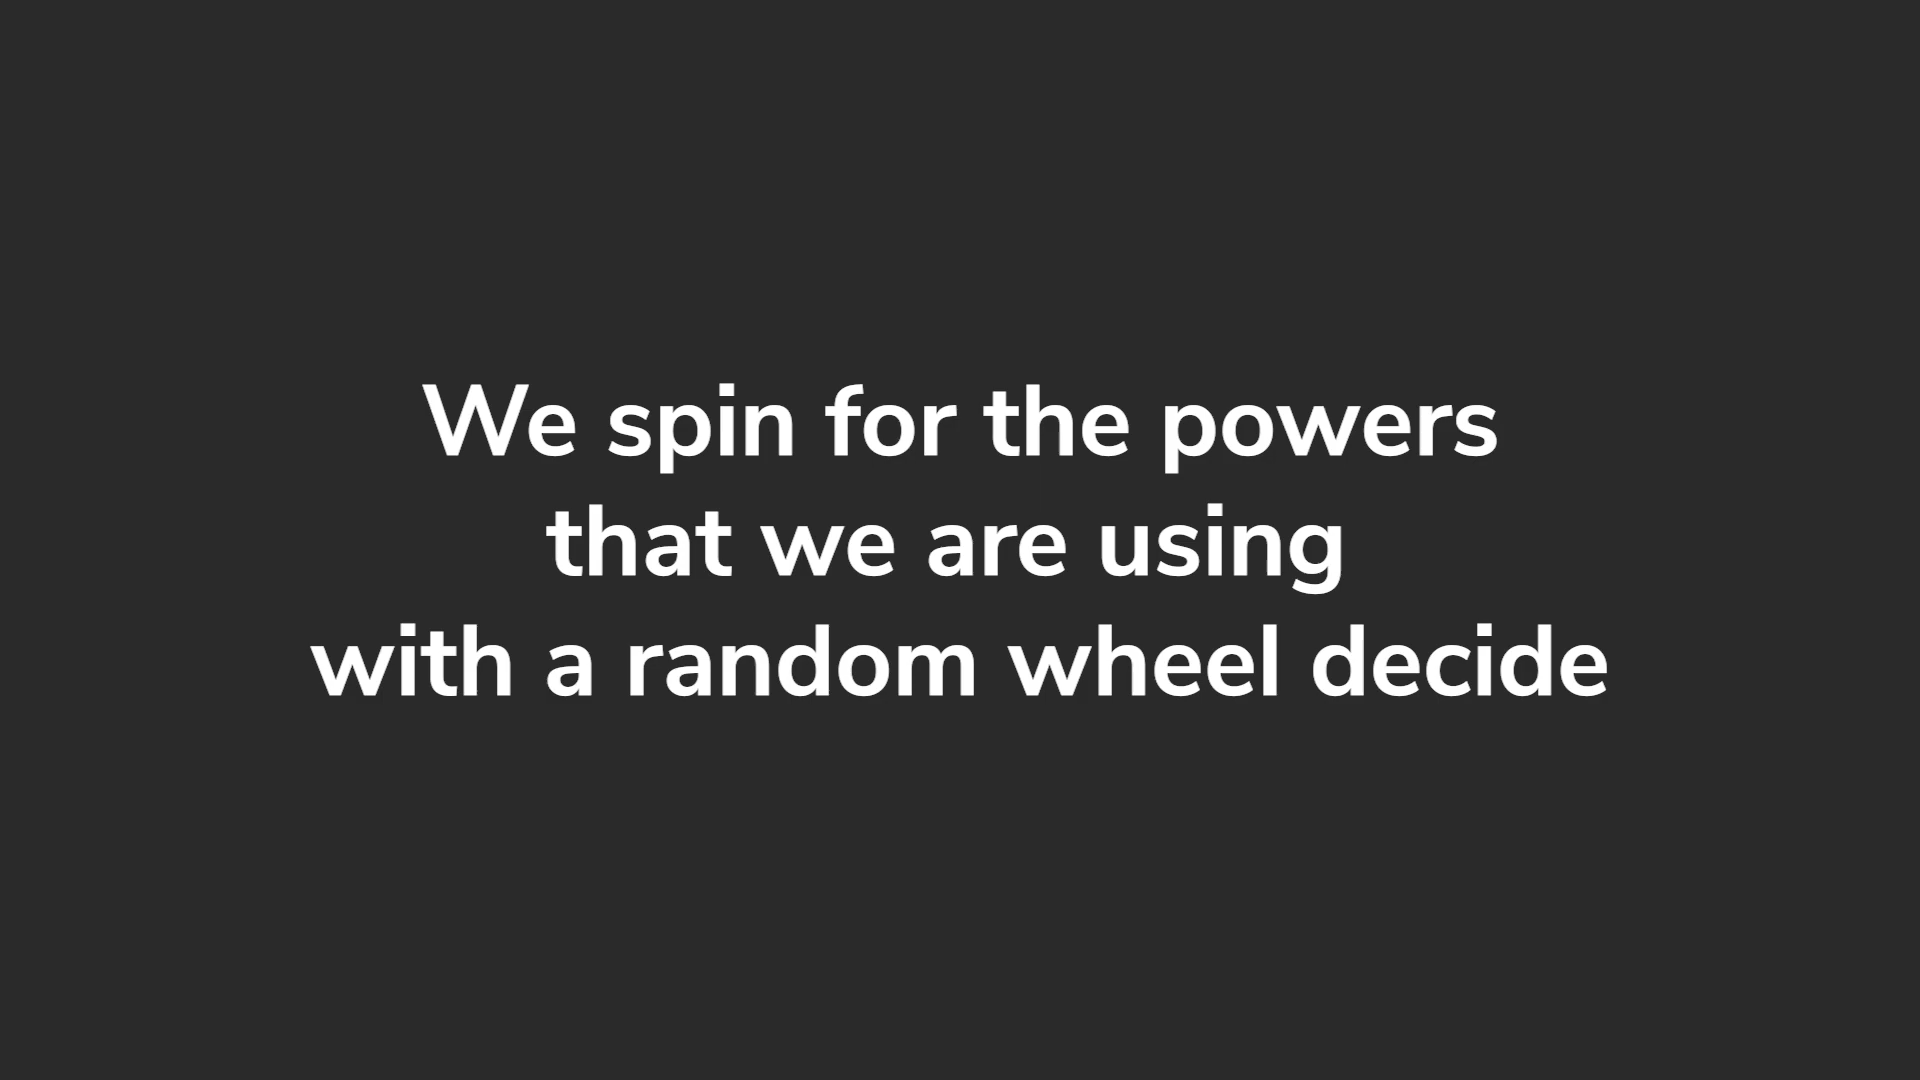 We spin for the powers
that we are using
with a random wheel decide